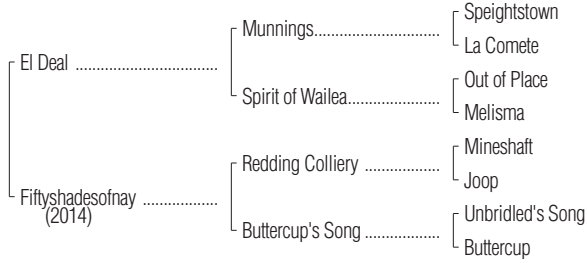 Speightstown
Munnings........................................
La Comete
El Deal ..................................
Out of Place
Spirit of Wailea..............................
Melisma
Mineshaft
Redding Colliery .........................
Joop
Fiftyshadesofnay ..................
(2014)
Unbridled's Song
Buttercup's Song .........................
Buttercup